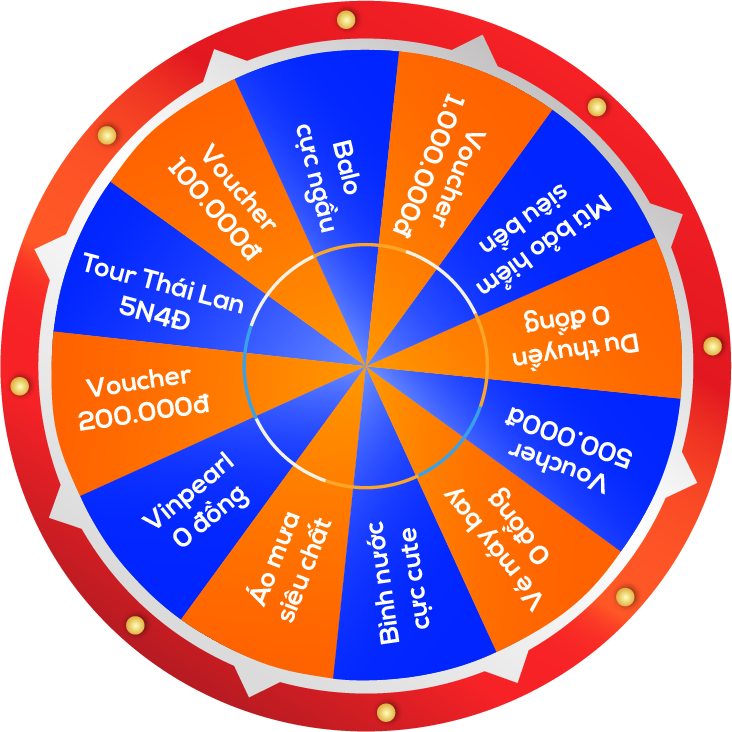 Balo
cực ngầu
Voucher
1.000.000đ
Mũ bảo hiểm
siêu bền
Du thuyền
0 đồng
Voucher
500.000đ
Vé máy bay
0 đồng
Bình nước
cực cute
Áo mưa
siêu chất
Vinpearl
0 đồng
Voucher
200.000đ
Tour Thái Lan
5N4Đ
Voucher
100.000đ